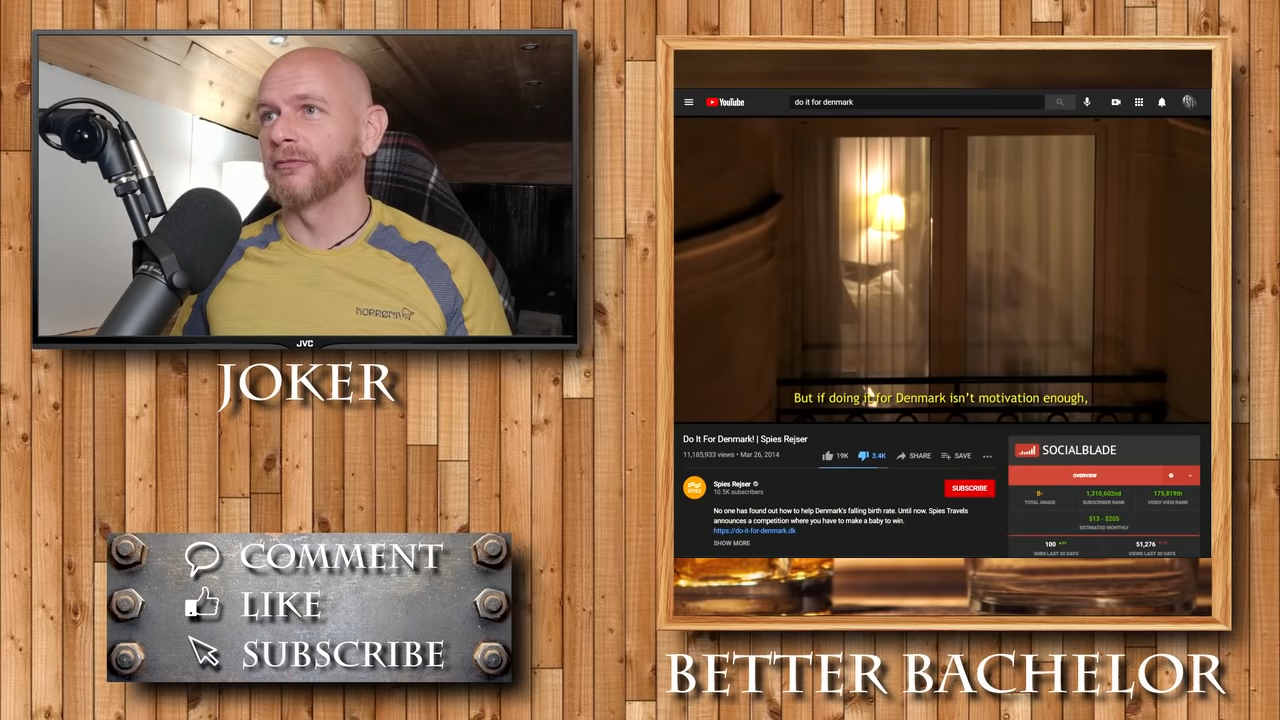 NORRØNA
JVC
JOKER
COMMENT
LIKE
SUBSCRIBE
YouTube
do it for denmark
But if doing it for Denmark isn't motivation enough,
Do It For Denmark! | Spies Rejser
11,185,933 views • Mar 26, 2014
19K
3.4K
SHARE
SAVE
SPIES
Spies Rejser
10.5K subscribers
SUBSCRIBE
No one has found out how to help Denmark's falling birth rate. Until now. Spies Travels
announces a competition where you have to make a baby to win.
https://do-it-for-denmark.dk
SHOW MORE
SOCIALBLADE
OVERVIEW
B-
1,310,602nd
175,819th
TOTAL GRADE
SUBSCRIBER RANK
VIDEO VIEW RANK
$13 - $205
ESTIMATED MONTHLY
100
51,276
SUBS LAST 30 DAYS
VIEWS LAST 30 DAYS
BETTER BACHELOR